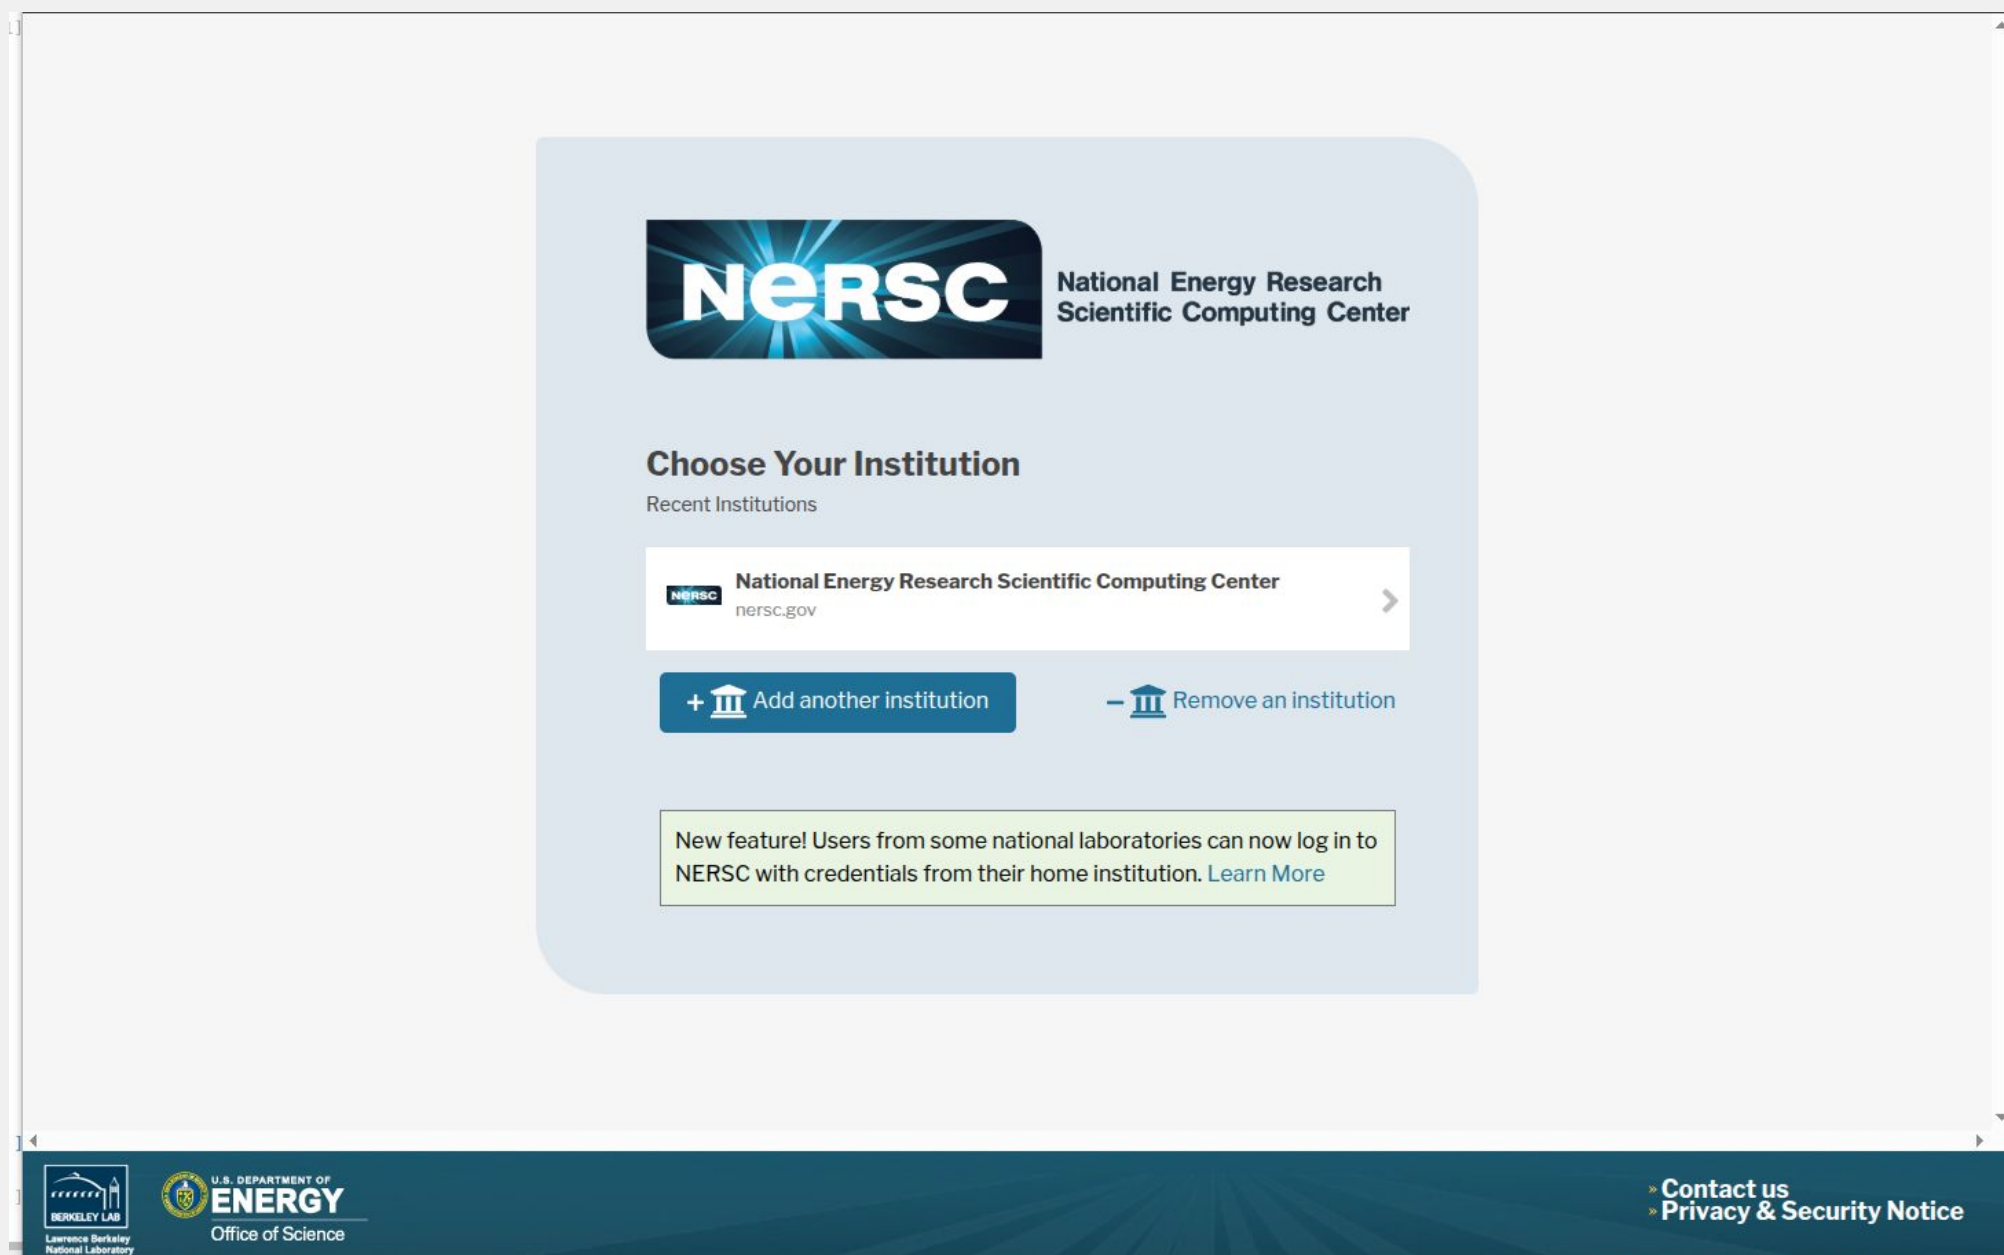 NERSC
National Energy Research
Scientific Computing Center
Choose Your Institution
Recent Institutions
NERSC
National Energy Research Scientific Computing Center
nersc.gov
+ Add another institution
– Remove an institution
New feature! Users from some national laboratories can now log in to
NERSC with credentials from their home institution. Learn More
BERKELEY LAB
Lawrence Berkeley
National Laboratory
U.S. DEPARTMENT OF
ENERGY
Office of Science
» Contact us
» Privacy & Security Notice